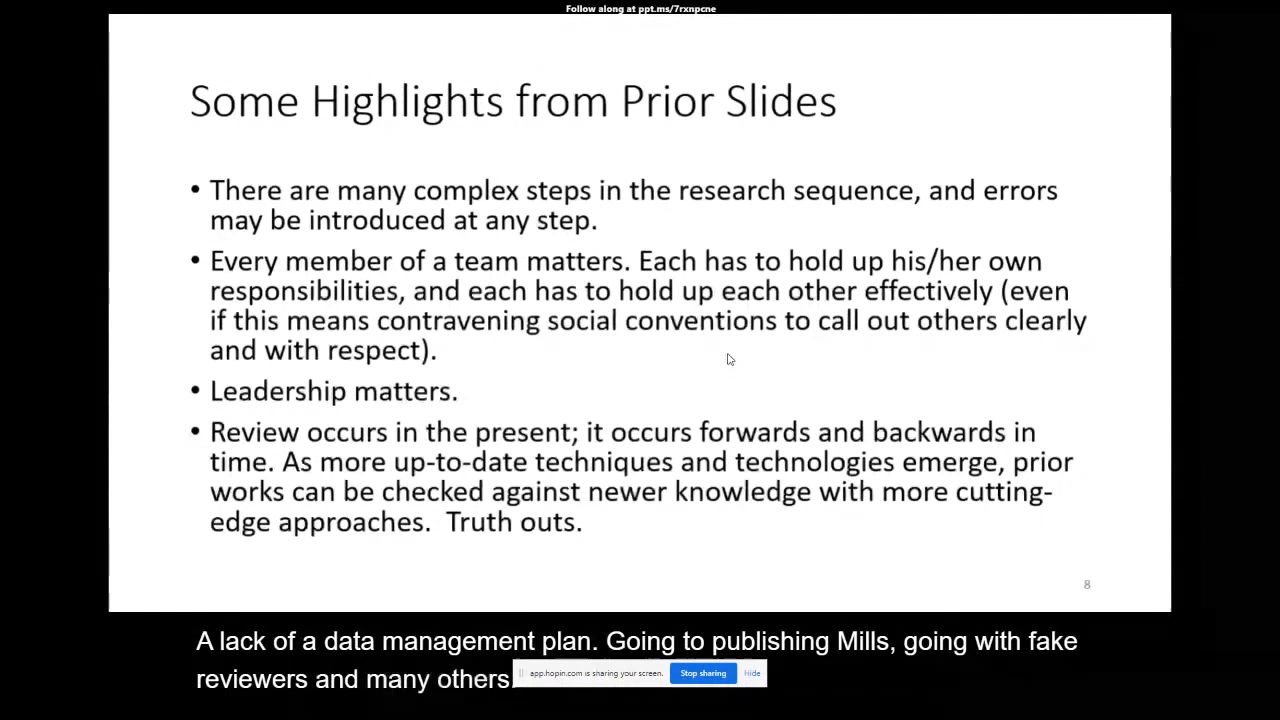 Follow along at ppt.ms/7rxnpcne
Some Highlights from Prior Slides
• There are many complex steps in the research sequence, and errors
may be introduced at any step.
• Every member of a team matters. Each has to hold up his/her own
responsibilities, and each has to hold up each other effectively (even
if this means contravening social conventions to call out others clearly
and with respect).
• Leadership matters.
• Review occurs in the present; it occurs forwards and backwards in
time. As more up-to-date techniques and technologies emerge, prior
works can be checked against newer knowledge with more cutting-
edge approaches.  Truth outs.
8
A lack of a data management plan. Going to publishing Mills, going with fake
reviewers and many others.
app.hopin.com is sharing your screen. Stop sharing Hide